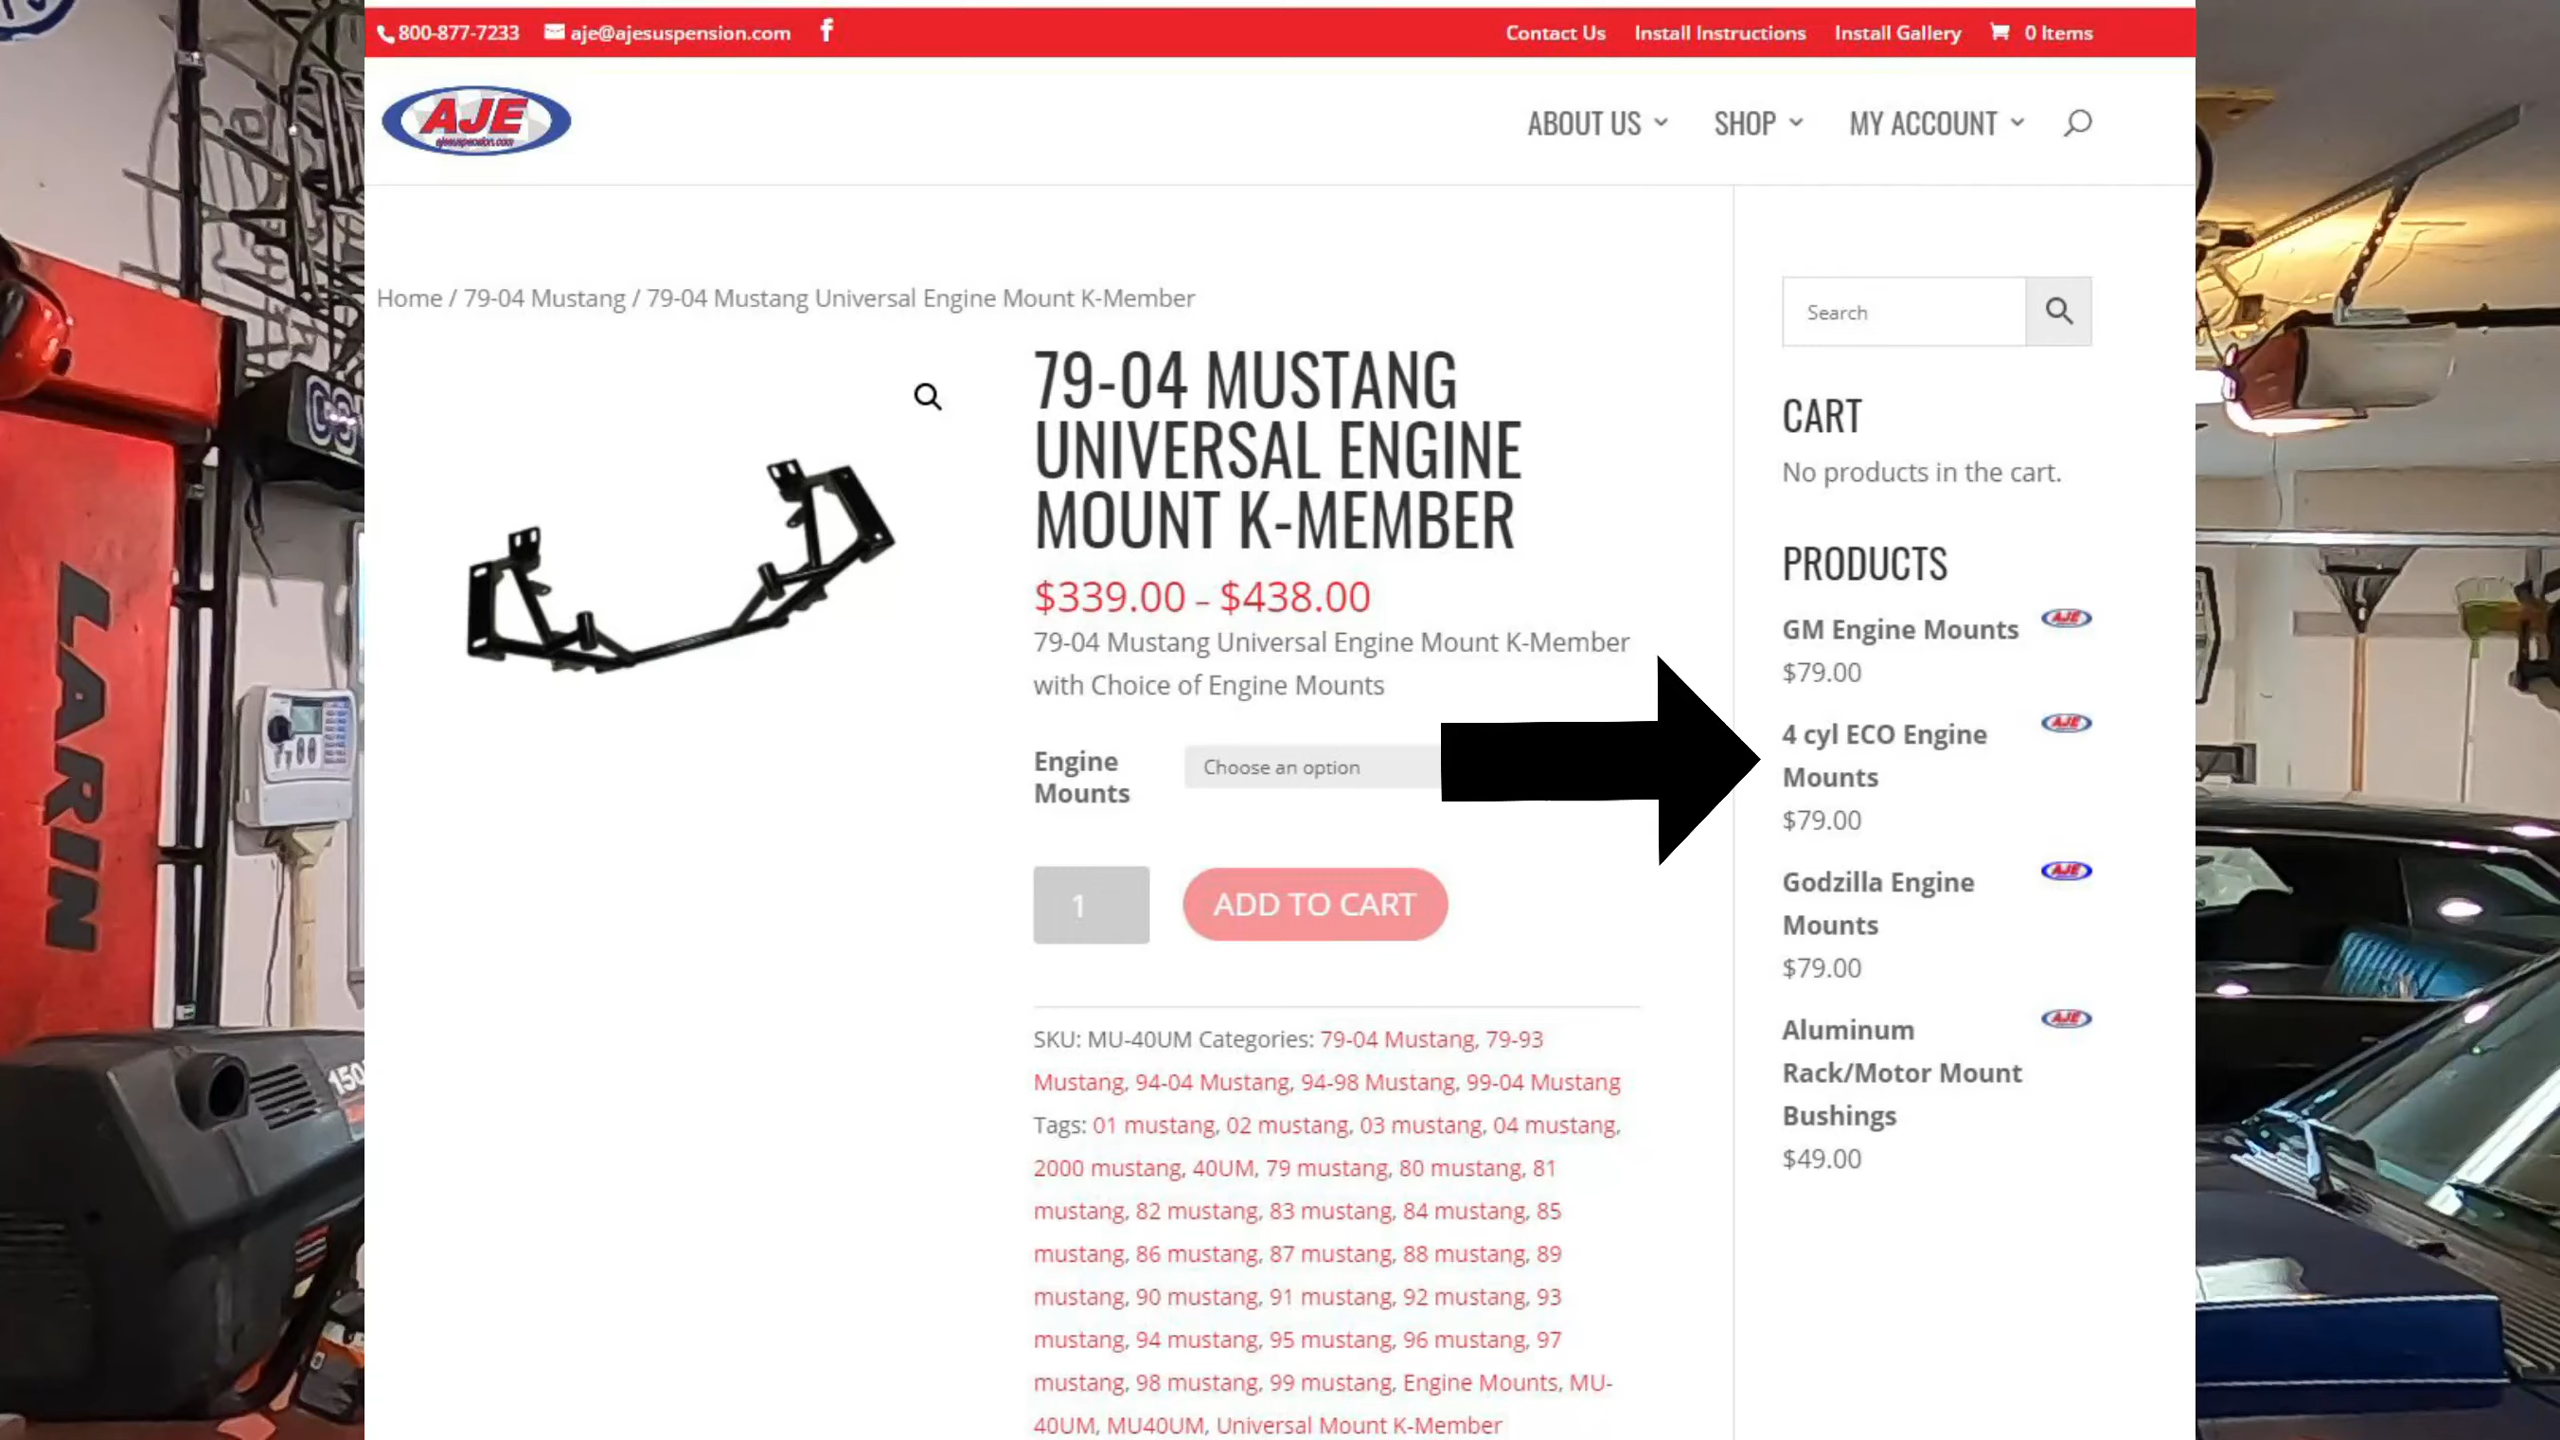 800-877-7233 aje@ajesuspension.com
Contact Us Install Instructions Install Gallery 0 Items
AJE
ajesuspension.com
ABOUT US SHOP MY ACCOUNT
Home / 79-04 Mustang / 79-04 Mustang Universal Engine Mount K-Member
79-04 MUSTANG
UNIVERSAL ENGINE
MOUNT K-MEMBER
$339.00 – $438.00
79-04 Mustang Universal Engine Mount K-Member
with Choice of Engine Mounts
Engine
Mounts
Choose an option
1
ADD TO CART
SKU: MU-40UM Categories: 79-04 Mustang, 79-93
Mustang, 94-04 Mustang, 94-98 Mustang, 99-04 Mustang
Tags: 01 mustang, 02 mustang, 03 mustang, 04 mustang,
2000 mustang, 40UM, 79 mustang, 80 mustang, 81
mustang, 82 mustang, 83 mustang, 84 mustang, 85
mustang, 86 mustang, 87 mustang, 88 mustang, 89
mustang, 90 mustang, 91 mustang, 92 mustang, 93
mustang, 94 mustang, 95 mustang, 96 mustang, 97
mustang, 98 mustang, 99 mustang, Engine Mounts, MU-
40UM, MU40UM, Universal Mount K-Member
Search
CART
No products in the cart.
PRODUCTS
GM Engine Mounts
AJE
$79.00
4 cyl ECO Engine
Mounts
AJE
$79.00
Godzilla Engine
Mounts
AJE
$79.00
Aluminum
Rack/Motor Mount
Bushings
AJE
$49.00
LARIN
150